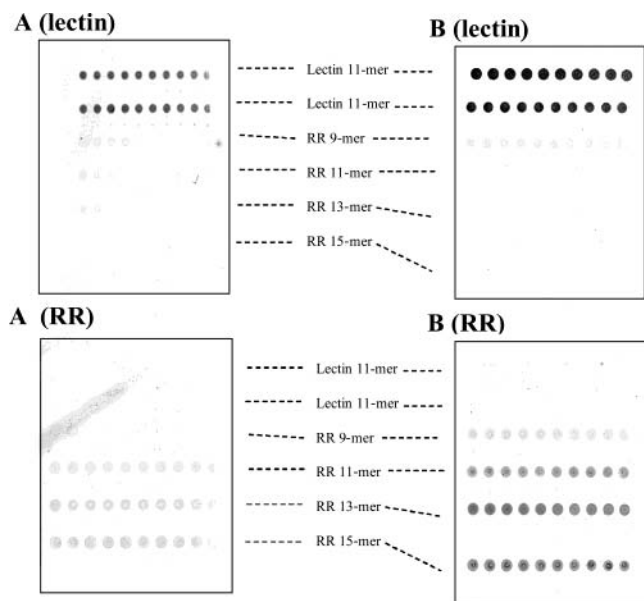 A (lectin)
B (lectin)
Lectin 11-mer
Lectin 11-mer
RR 9-mer
RR 11-mer
RR 13-mer
RR 15-mer
A (RR)
B (RR)
Lectin 11-mer
Lectin 11-mer
RR 9-mer
RR 11-mer
RR 13-mer
RR 15-mer